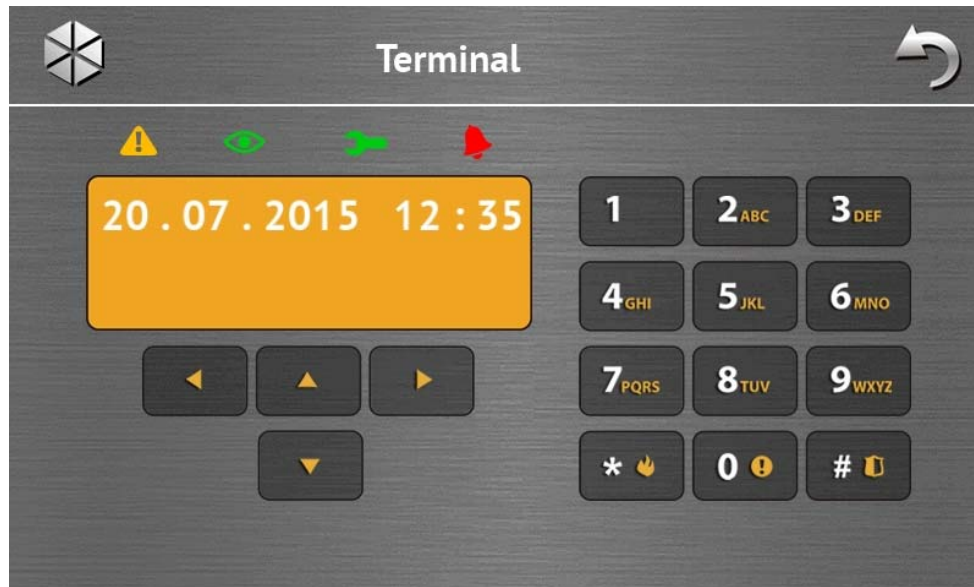 Terminal
20.07.2015 12:35
1 2ABC 3DEF
4GHI 5JKL 6MNO
7PQRS 8TUV 9WXYZ
* 0 #